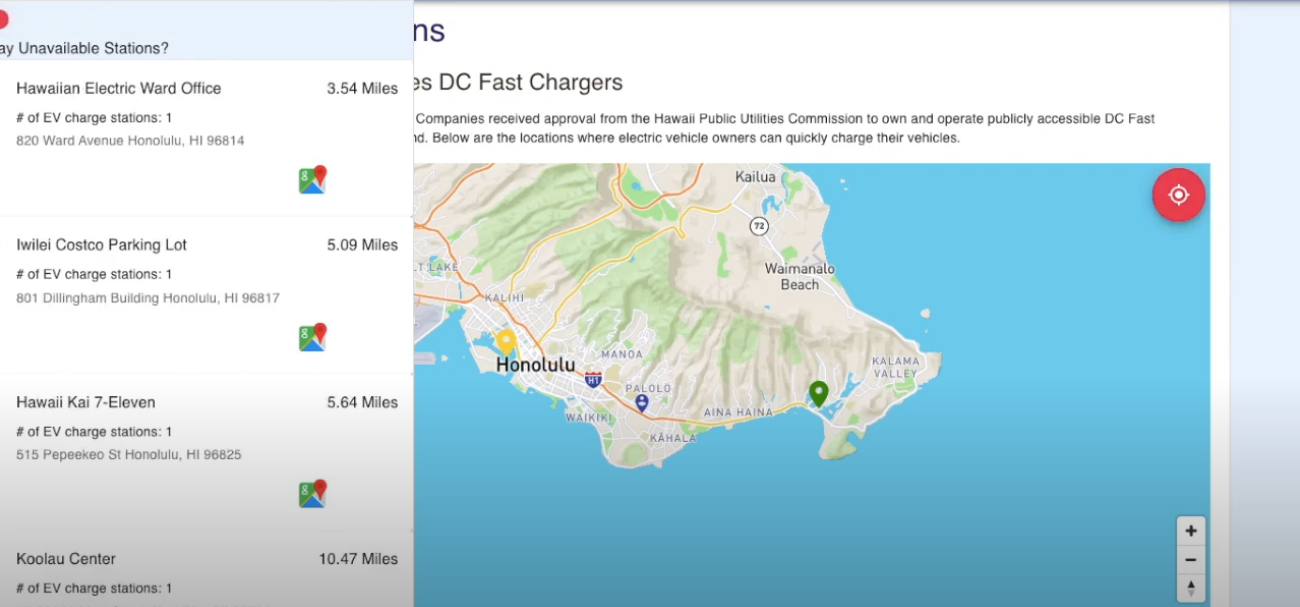 ay Unavailable Stations?
Hawaiian Electric Ward Office
3.54 Miles
# of EV charge stations: 1
820 Ward Avenue Honolulu, HI 96814
Iwilei Costco Parking Lot
5.09 Miles
# of EV charge stations: 1
801 Dillingham Building Honolulu, HI 96817
Hawaii Kai 7-Eleven
5.64 Miles
# of EV charge stations: 1
515 Pepeekeo St Honolulu, HI 96825
Koolau Center
10.47 Miles
# of EV charge stations: 1
ns
es DC Fast Chargers
Companies received approval from the Hawaii Public Utilities Commission to own and operate publicly accessible DC Fast
nd. Below are the locations where electric vehicle owners can quickly charge their vehicles.
Kailua
72
Waimanalo
Beach
T LAKE
KALIHI
Honolulu
H1
MANOA
PALOLO
WAIKIKI
KĀHALA
AINA HAINA
KALAMA
VALLEY
+
−